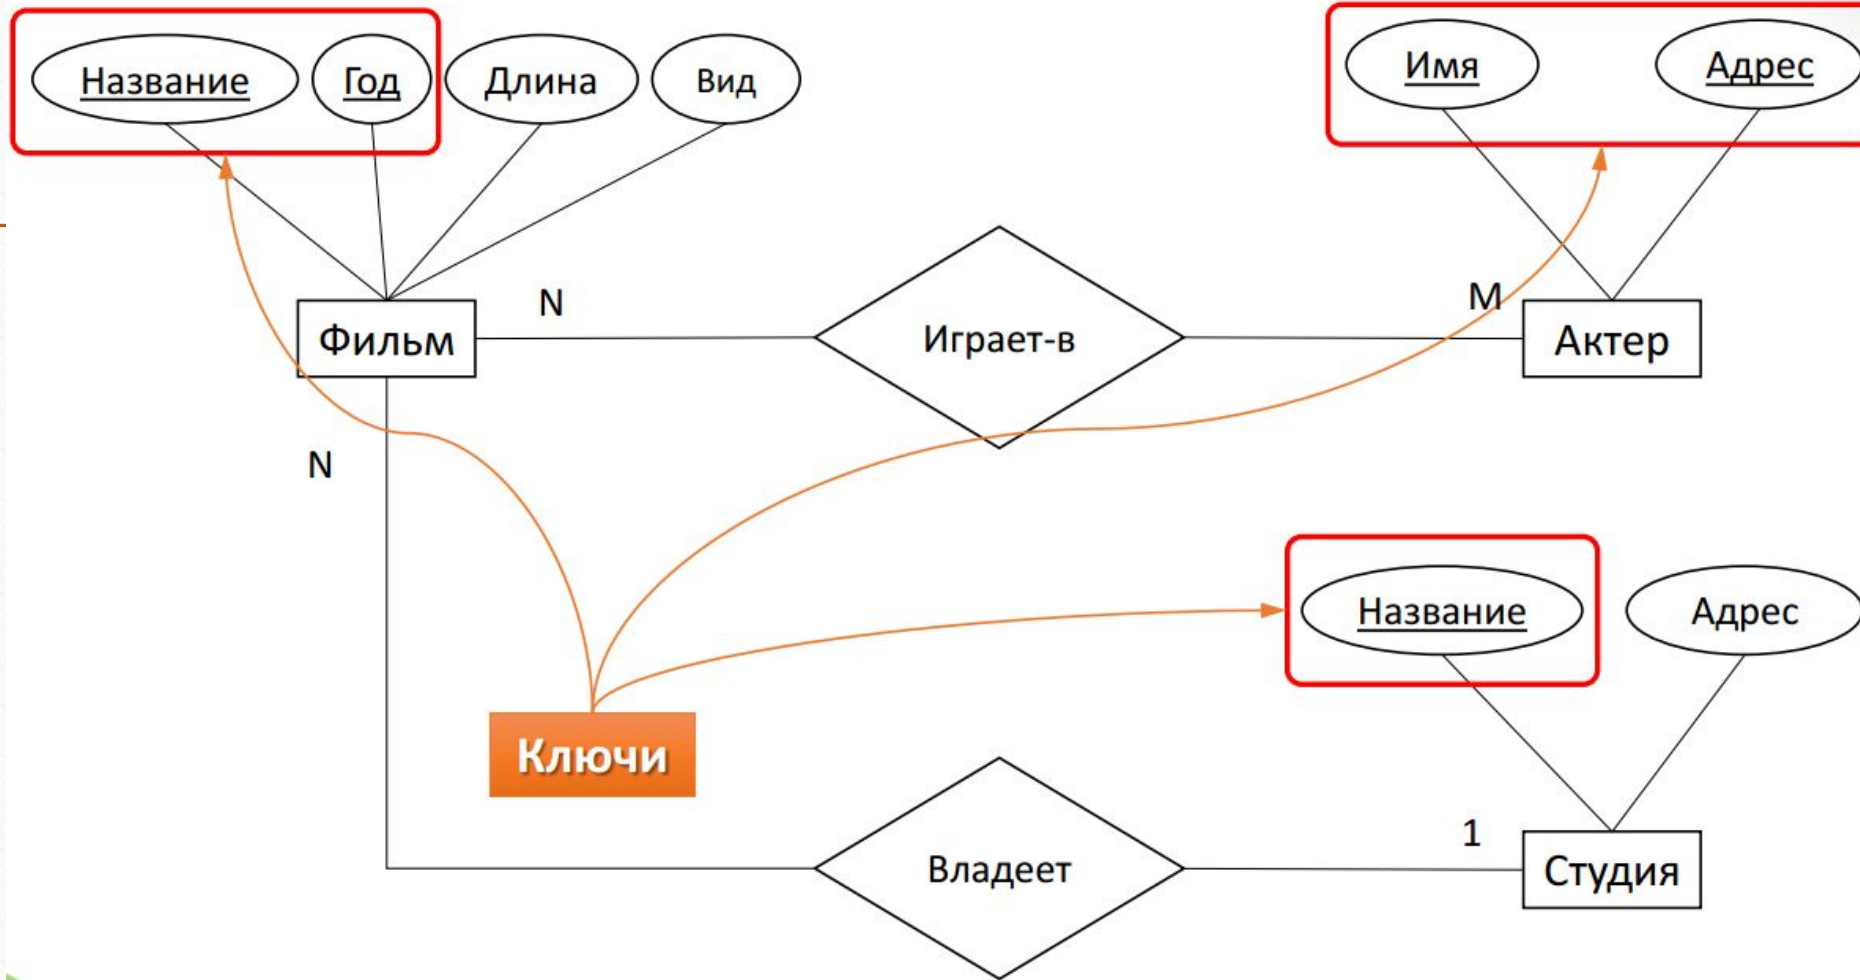 Название
Год
Длина
Вид
Имя
Адрес
N
M
Фильм
Играет-в
Актер
N
Название
Адрес
Ключи
1
Владеет
Студия